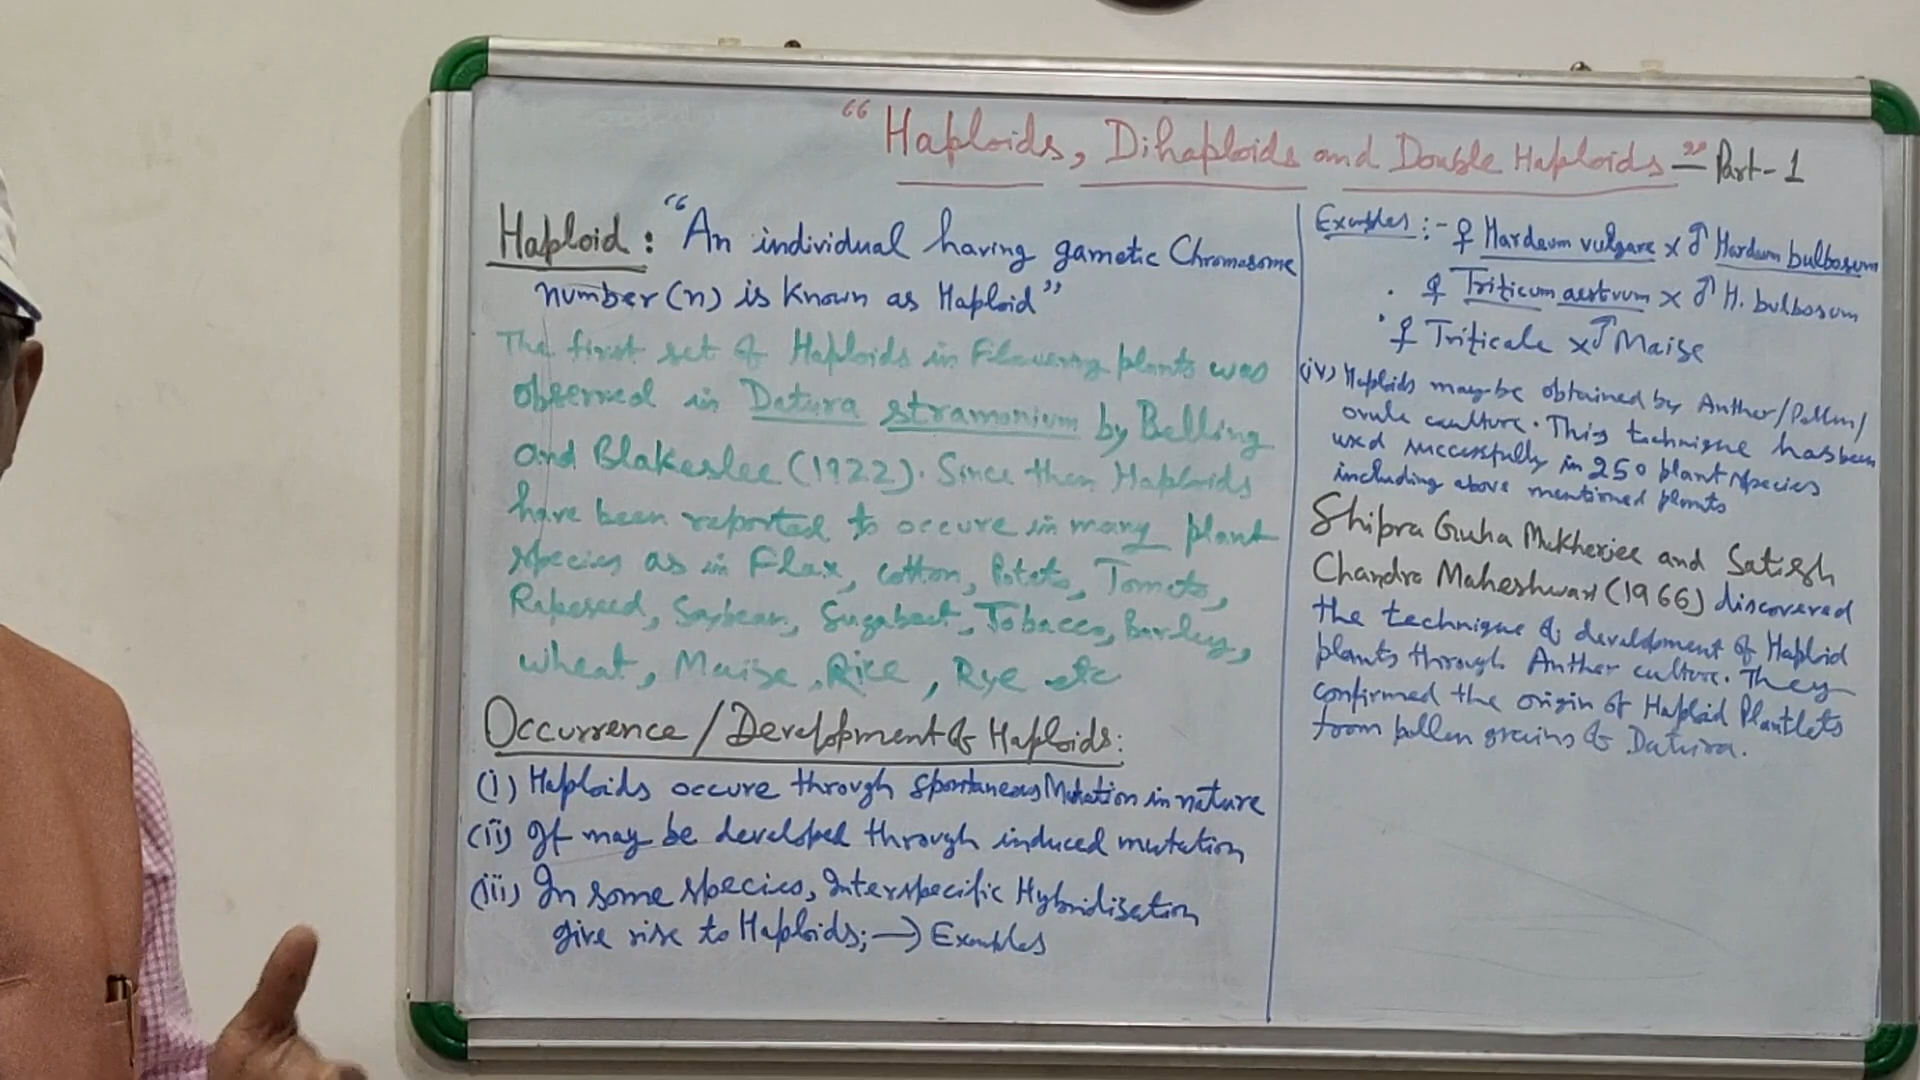 “Haploids, Dihaploids and Double Haploids” – Part-1
Haploid: “An individual having gametic Chromosome
number (n) is known as Haploid”
The first set of Haploids in Flowering plants was
observed in Datura stramonium by Belling
and Blakeslee (1922). Since then Haploids
have been reported to occure in many plant
species as in Flax, cotton, Potato, Tomato,
Rapeseed, Soybean, Sugabeet, Tobacco, Barley,
wheat, Maize, Rice, Rye etc
Occurrence / Development of Haploids:
(i) Haploids occure through spontaneous Mutation in nature
(ii) It may be developed through induced mutation
(iii) In some species, Interspecific Hybridization
give rise to Haploids; → Examples
Examples :- ♀ Hardeum vulgare x ♂ Hardum bulbosum
· ♀ Triticum aestivum x ♂ H. bulbosum
· ♀ Triticale x ♂ Maize
(iv) Haploids may be obtained by Anther/Pollen/
ovule culture. This technique has been
used successfully in 250 plant species
including above mentioned plants
Shipra Guha Mukherjee and Satish
Chandra Maheshwari (1966) discovered
the technique of development of Haploid
plants through Anther culture. They
confirmed the origin of Haploid Plantlets
from pollen grains of Datura.